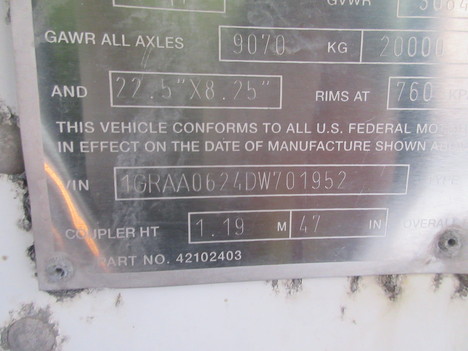 GVWR
GAWR ALL AXLES 9070 KG 20000
AND 22.5"X8.25" RIMS AT 760
THIS VEHICLE CONFORMS TO ALL U.S. FEDERAL
IN EFFECT ON THE DATE OF MANUFACTURE SHOWN
VIN 1GRAA0624DW701952
COUPLER HT 1.19 M 47 IN OVERALL
PART NO. 42102403